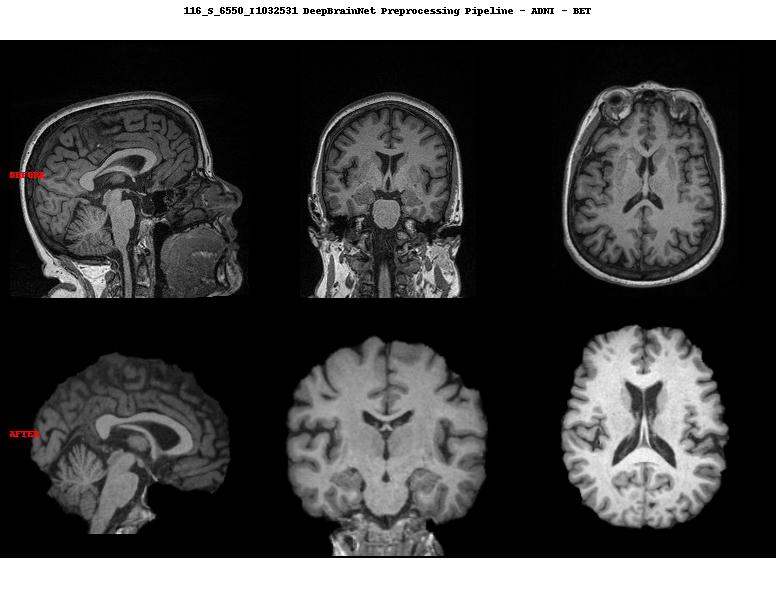 116_S_6550_I1032531 DeepBrainNet Preprocessing Pipeline - ADNI - BET
BEFORE
AFTER